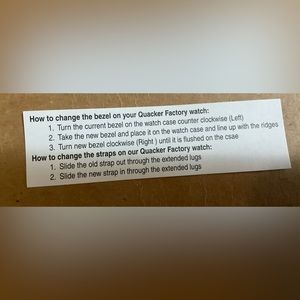 How to change the bezel on your Quacker Factory watch:
1. Turn the current bezel on the watch case counter clockwise (Left)
2. Take the new bezel and place it on the watch case and line up with the ridges
3. Turn new bezel clockwise (Right ) until it is flushed on the csae
How to change the straps on our Quacker Factory watch:
1. Slide the old strap out through the extended lugs
2. Slide the new strap in through the extended lugs